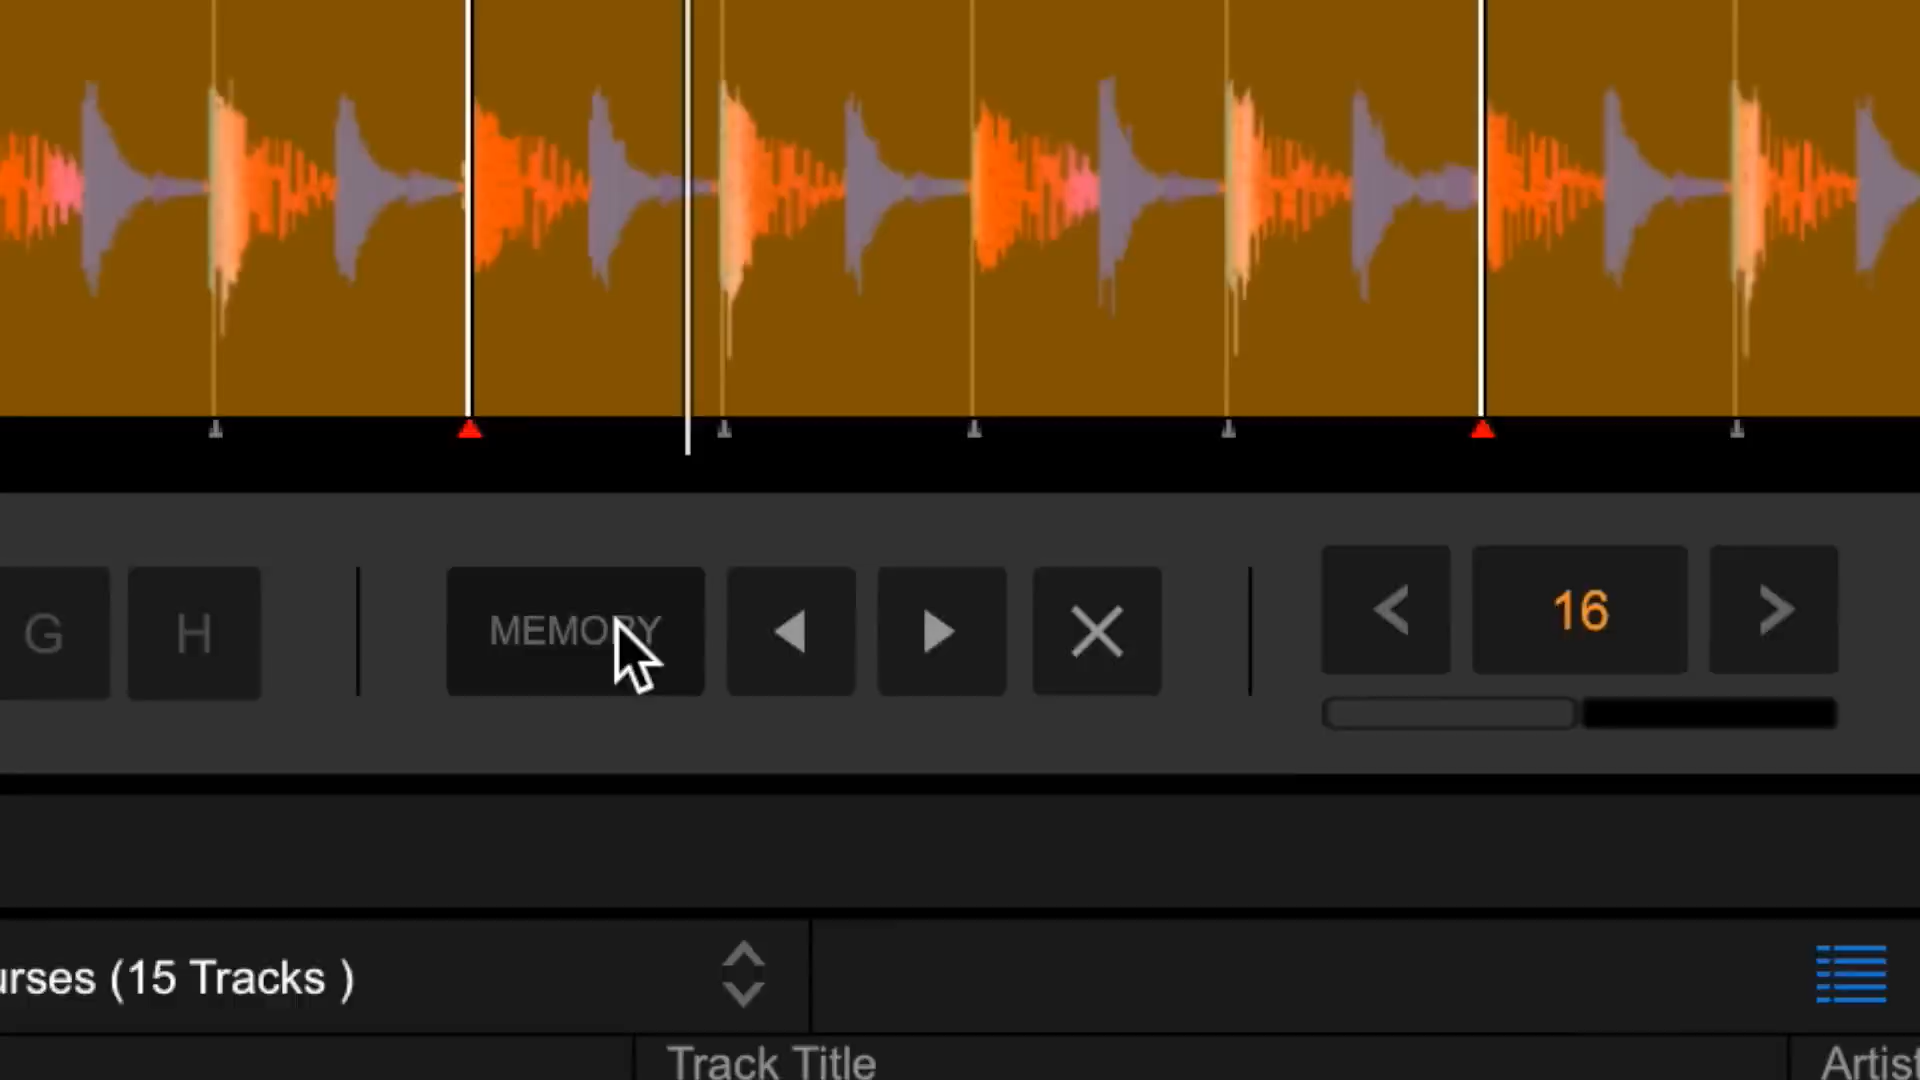 G
H
MEMORY
16
urses (15 Tracks )
Track Title
Artist